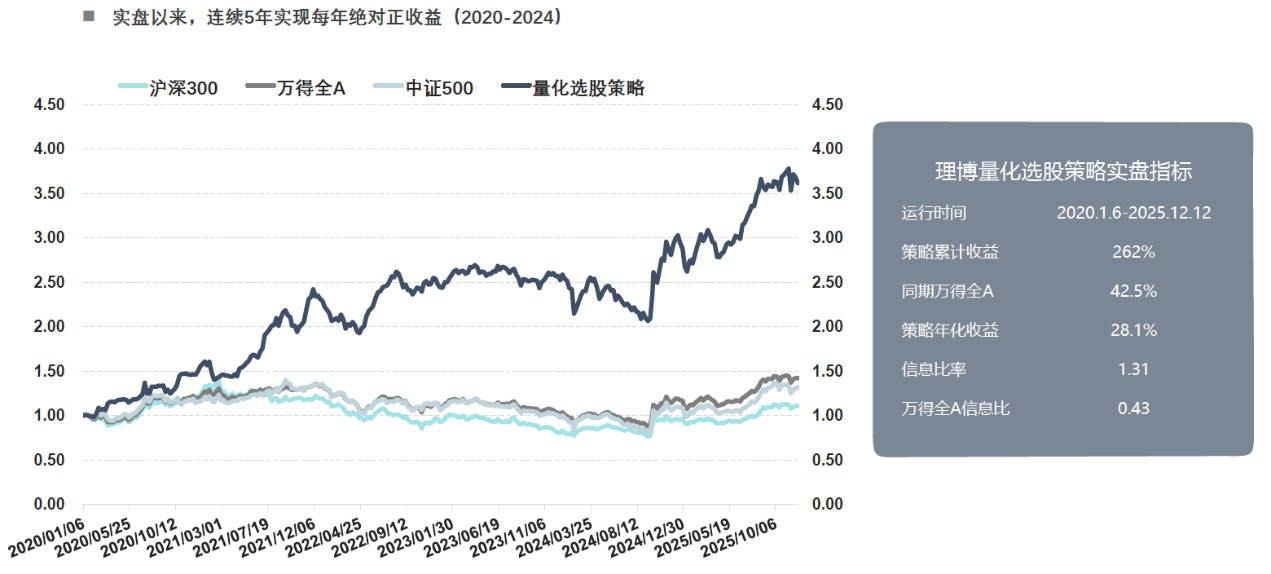 ■ 实盘以来，连续5年实现每年绝对正收益（2020-2024）
沪深300 万得全A 中证500 量化选股策略
4.50 4.50
4.00 4.00
3.50 3.50
3.00 3.00
2.50 2.50
2.00 2.00
1.50 1.50
1.00 1.00
0.50 0.50
0.00 0.00
2020/01/06 2020/05/25 2020/10/12 2021/03/01 2021/07/19 2021/12/06 2022/04/25 2022/09/12 2023/01/30 2023/06/19 2023/11/06 2024/03/25 2024/08/12 2024/12/30 2025/05/19 2025/10/06
理博量化选股策略实盘指标
运行时间 2020.1.6-2025.12.12
策略累计收益 262%
同期万得全A 42.5%
策略年化收益 28.1%
信息比率 1.31
万得全A信息比 0.43